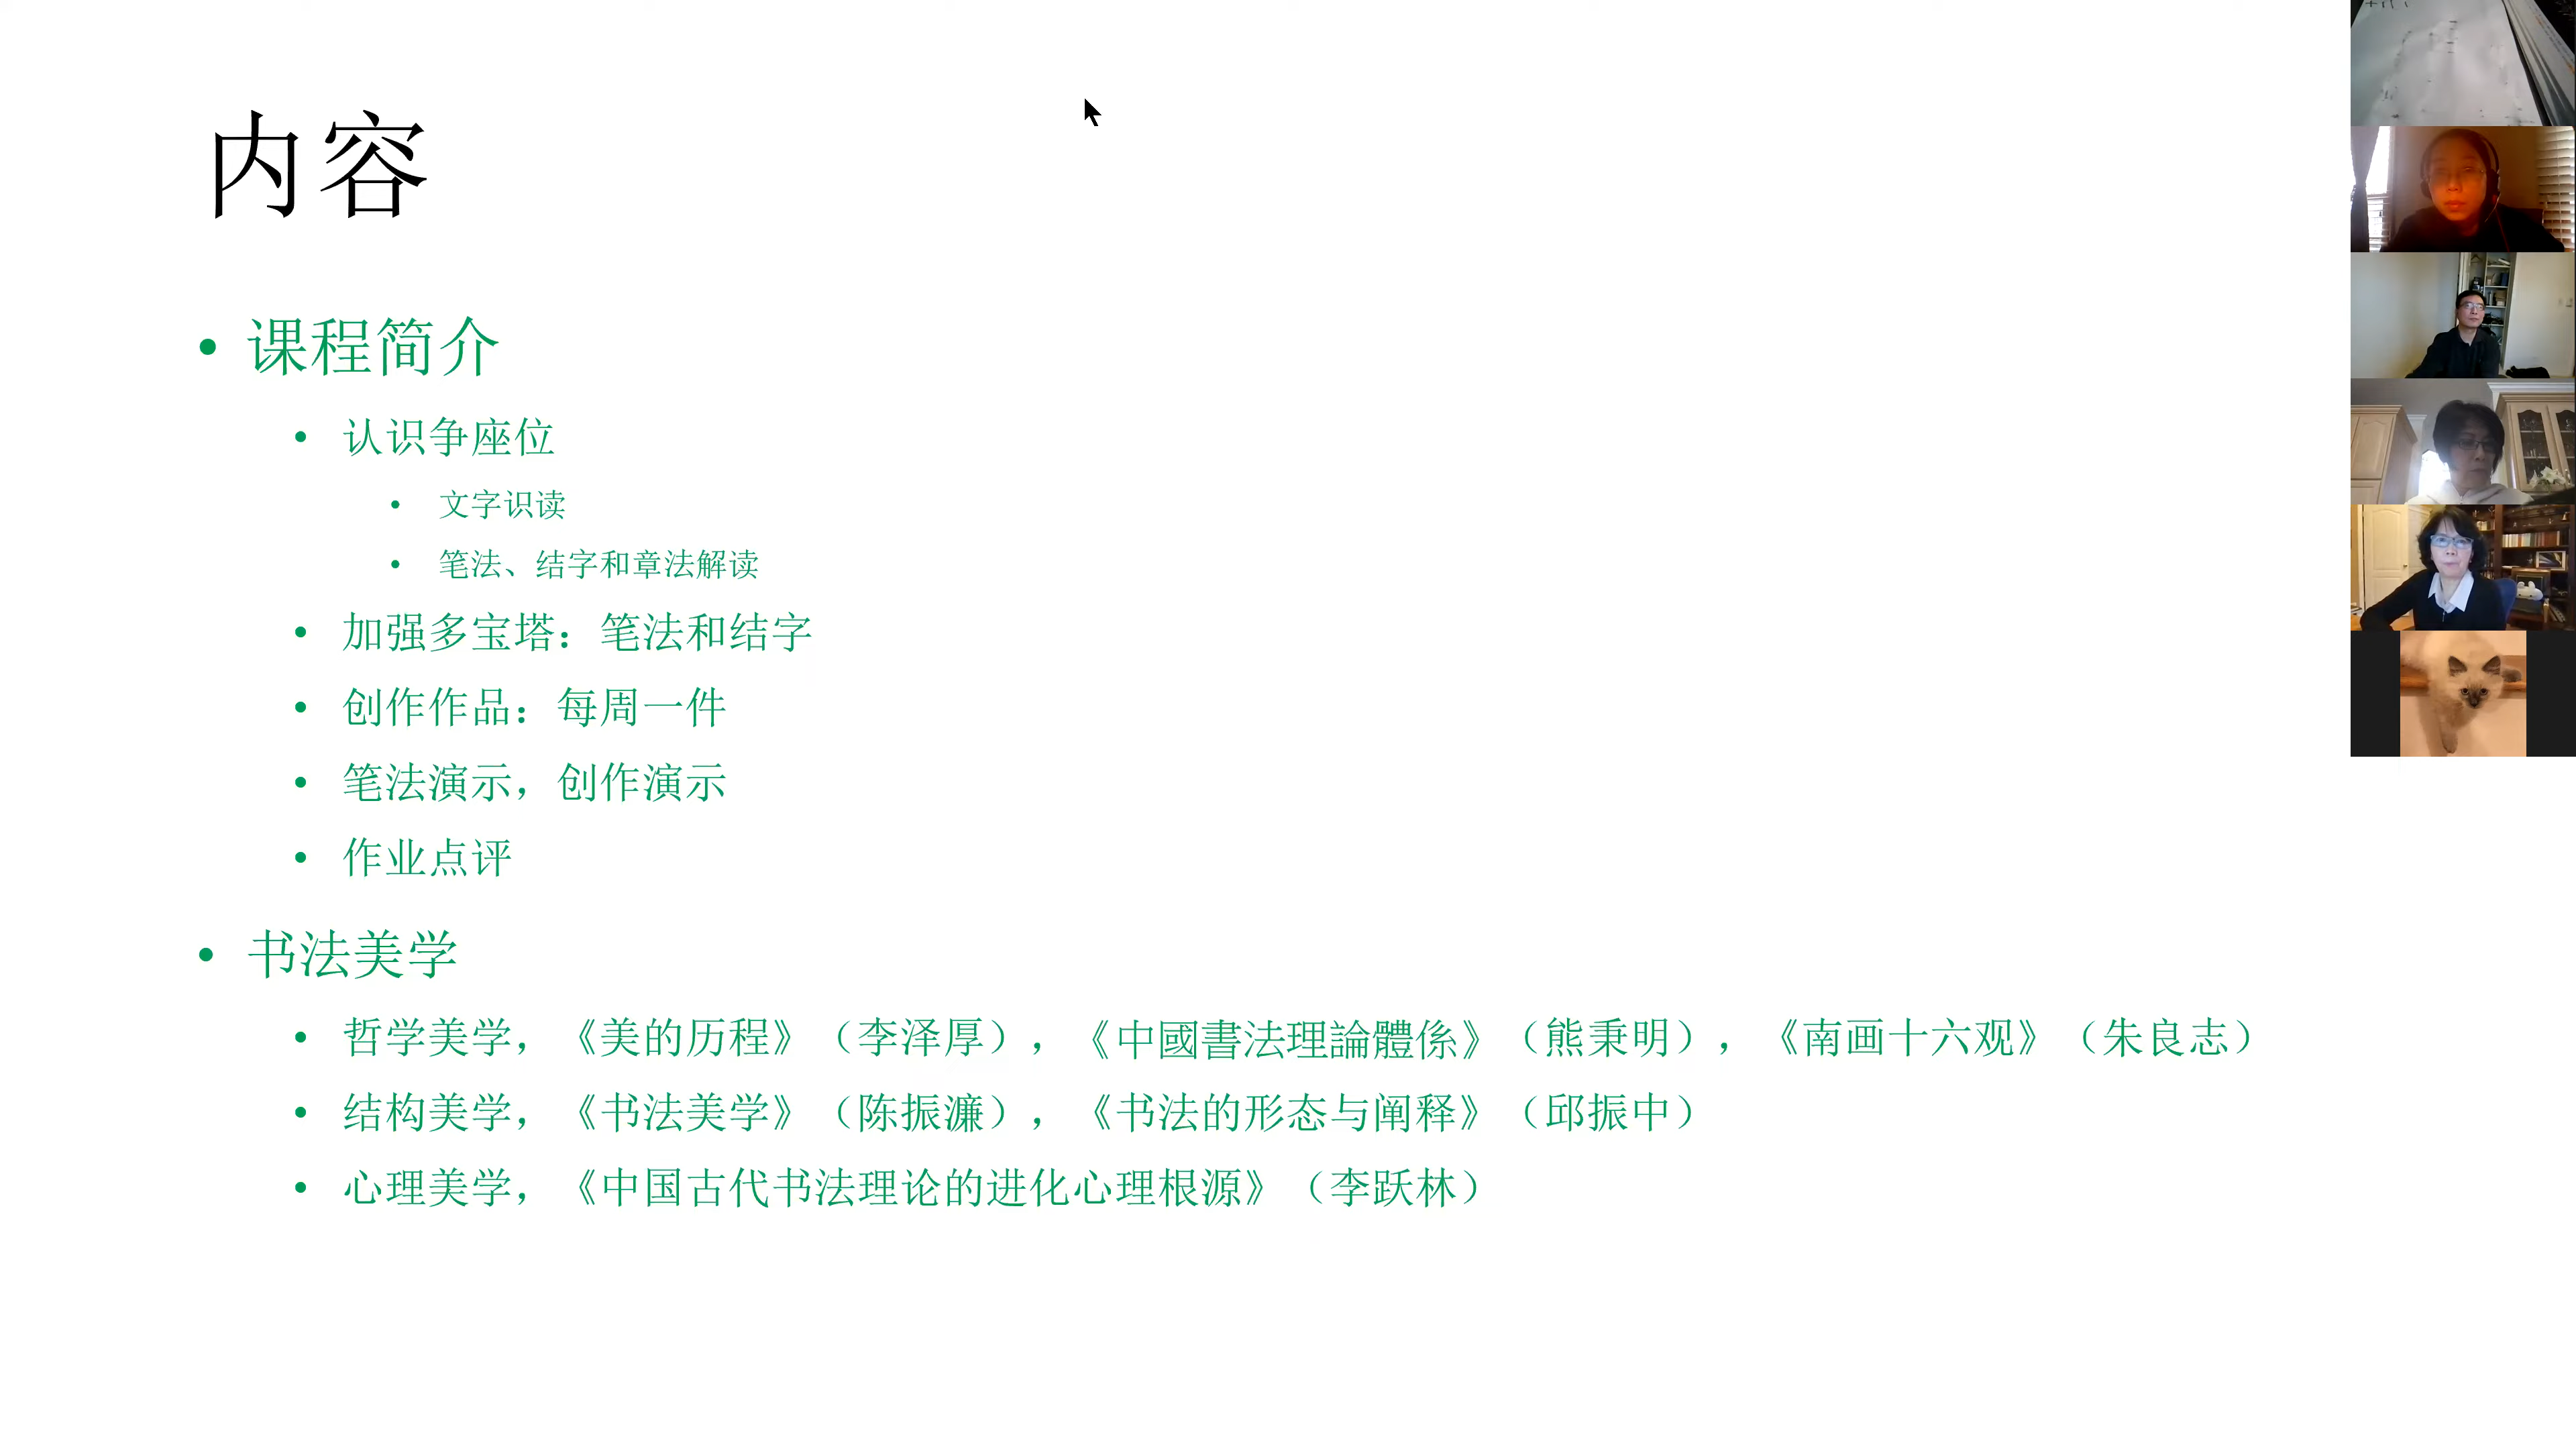 内容
• 课程简介
• 认识争座位
• 文字识读
• 笔法、结字和章法解读
• 加强多宝塔：笔法和结字
• 创作作品：每周一件
• 笔法演示，创作演示
• 作业点评
• 书法美学
• 哲学美学，《美的历程》（李泽厚），《中國書法理論體係》（熊秉明），《南画十六观》（朱良志）
• 结构美学，《书法美学》（陈振濂），《书法的形态与阐释》（邱振中）
• 心理美学，《中国古代书法理论的进化心理根源》（李跃林）